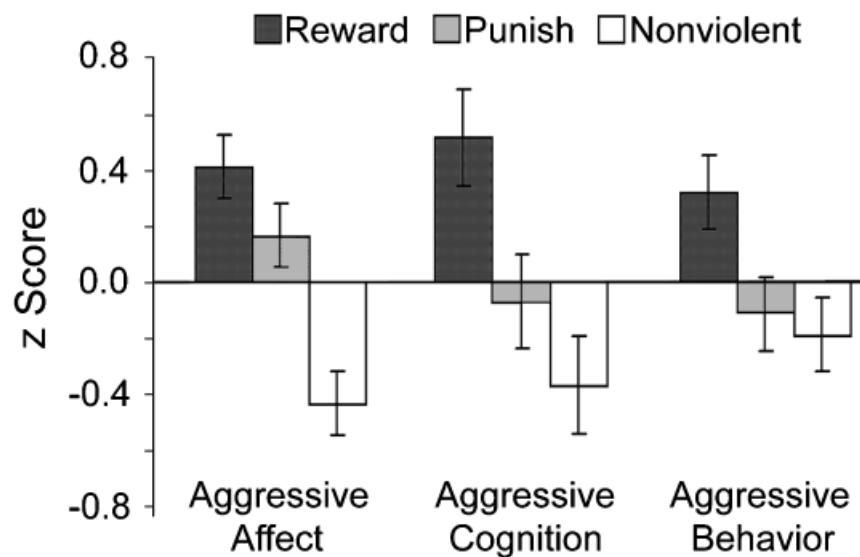 Reward Punish Nonviolent
0.8
0.4
0.0
-0.4
-0.8
z Score
Aggressive Affect
Aggressive Cognition
Aggressive Behavior